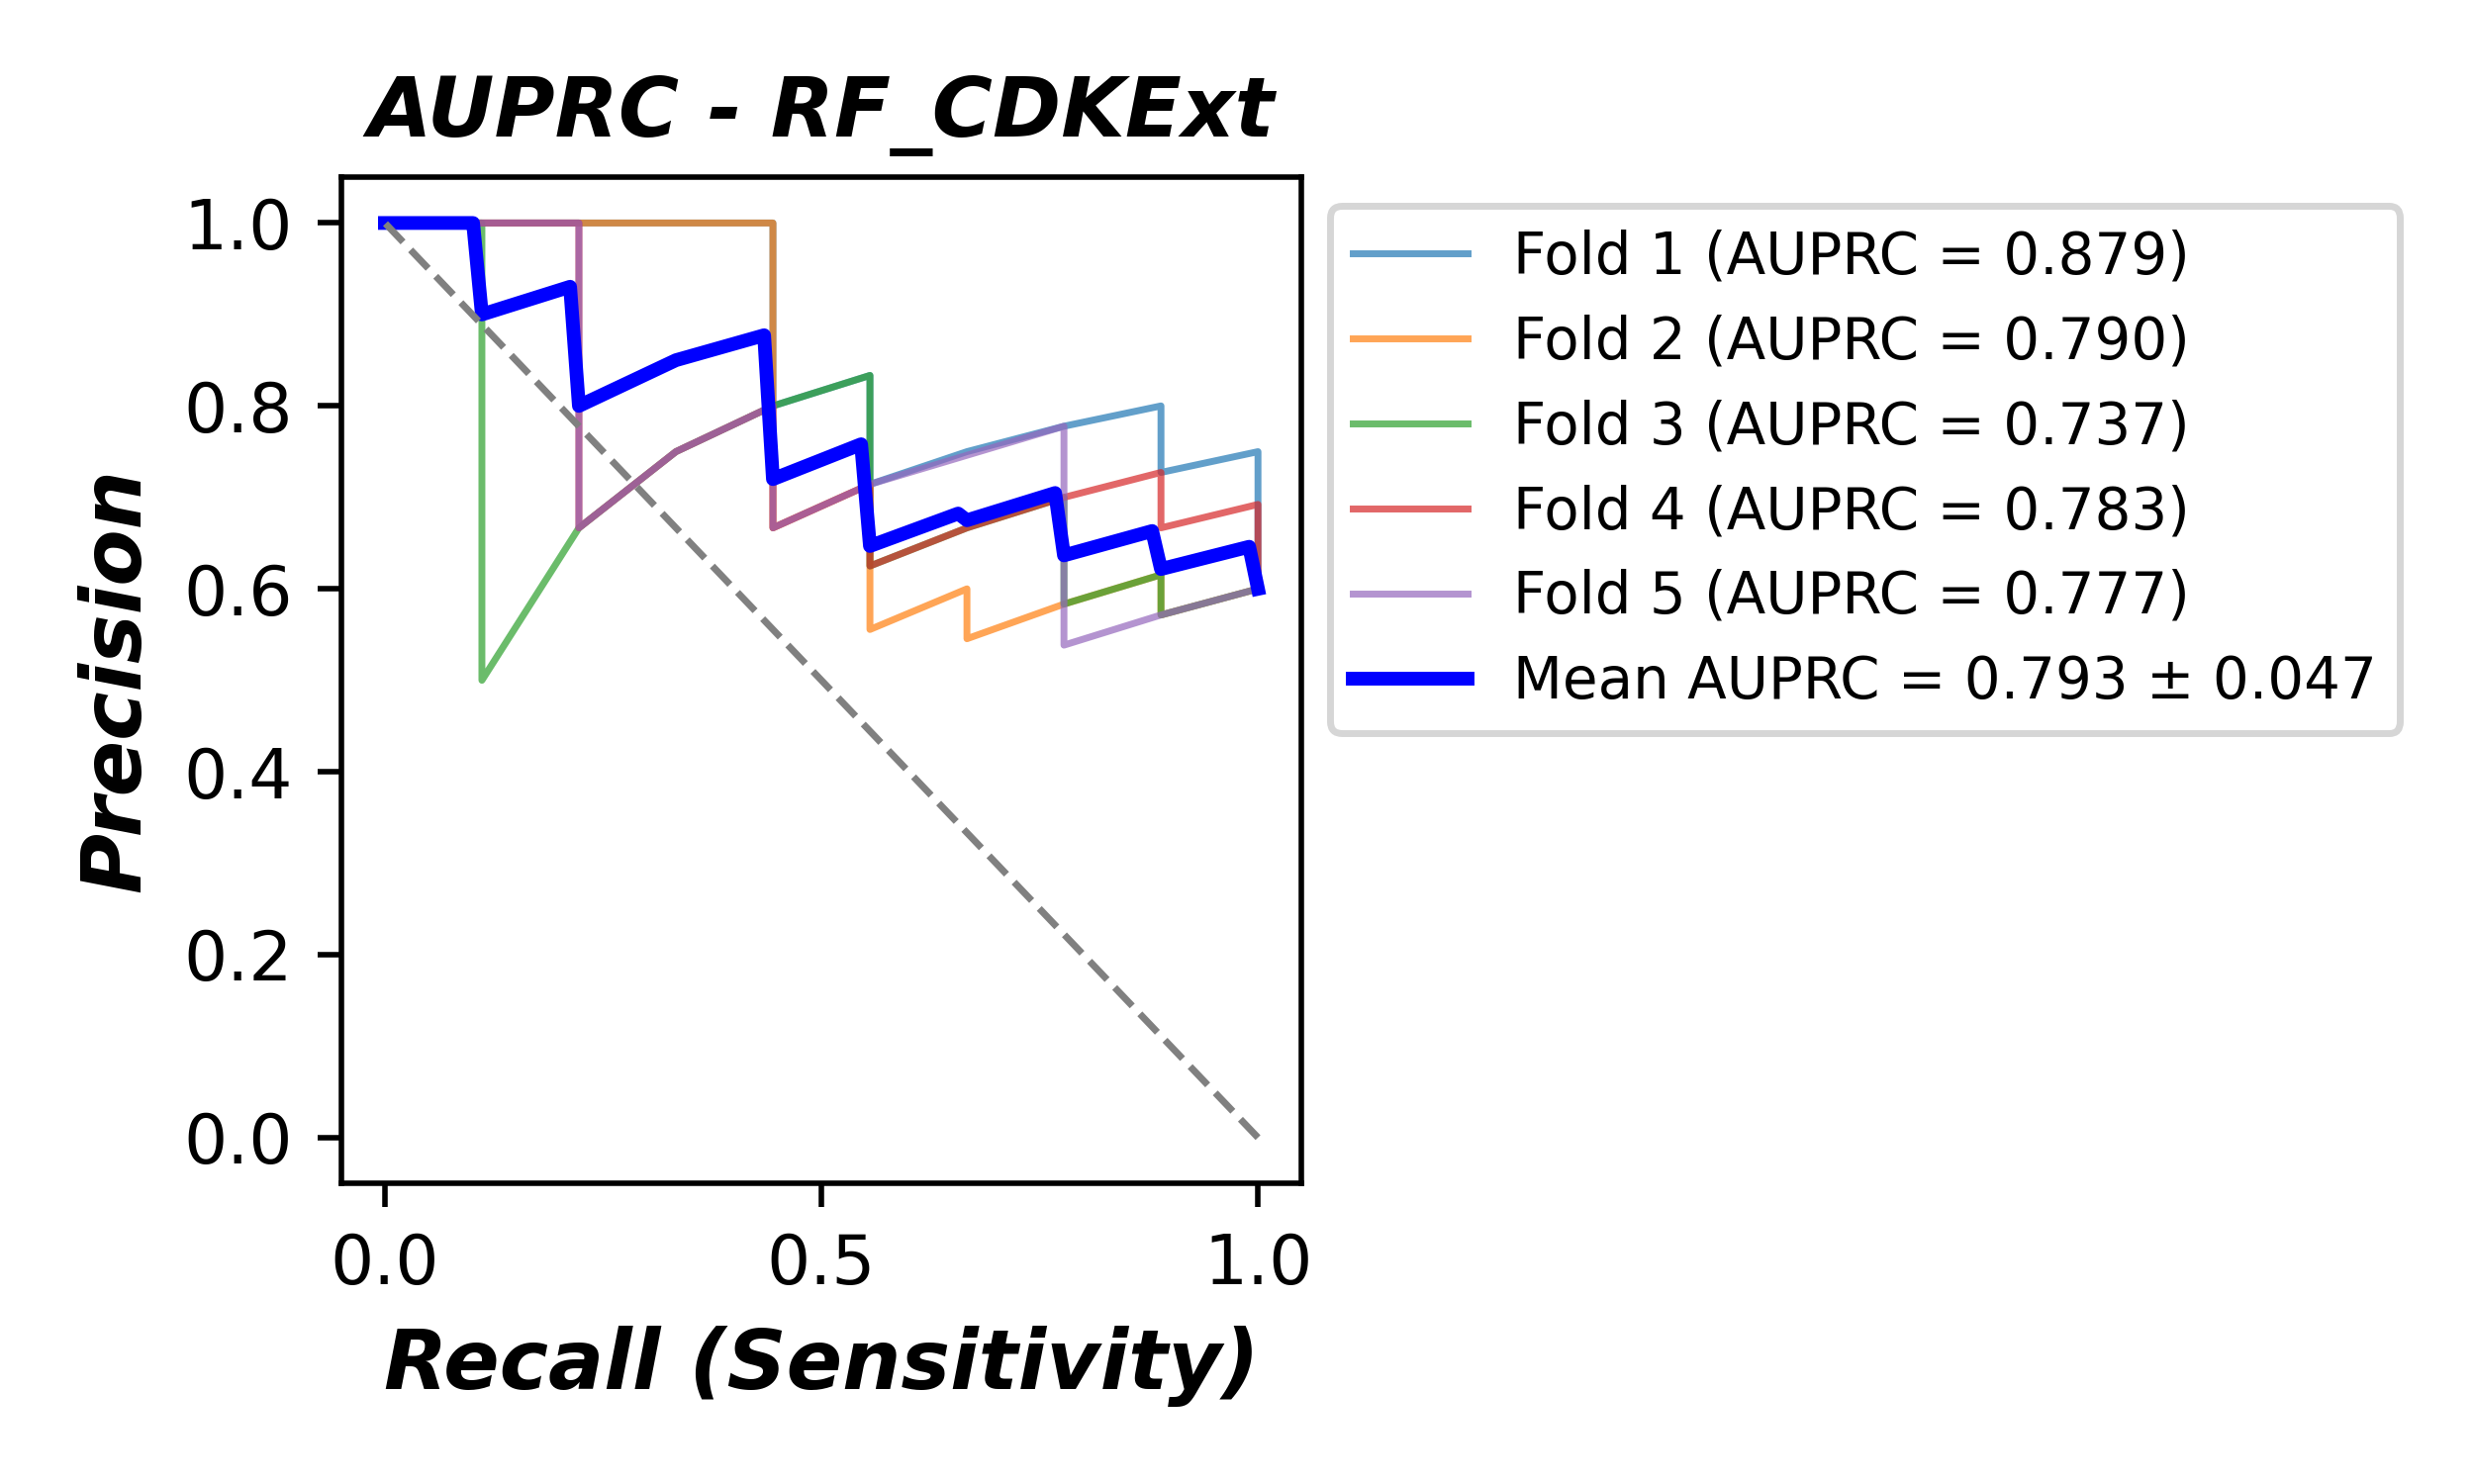 AUPRC - RF_CDKExt
Precision
1.0
0.8
0.6
0.4
0.2
0.0
0.0 0.5 1.0
Recall (Sensitivity)
Fold 1 (AUPRC = 0.879)
Fold 2 (AUPRC = 0.790)
Fold 3 (AUPRC = 0.737)
Fold 4 (AUPRC = 0.783)
Fold 5 (AUPRC = 0.777)
Mean AUPRC = 0.793 ± 0.047